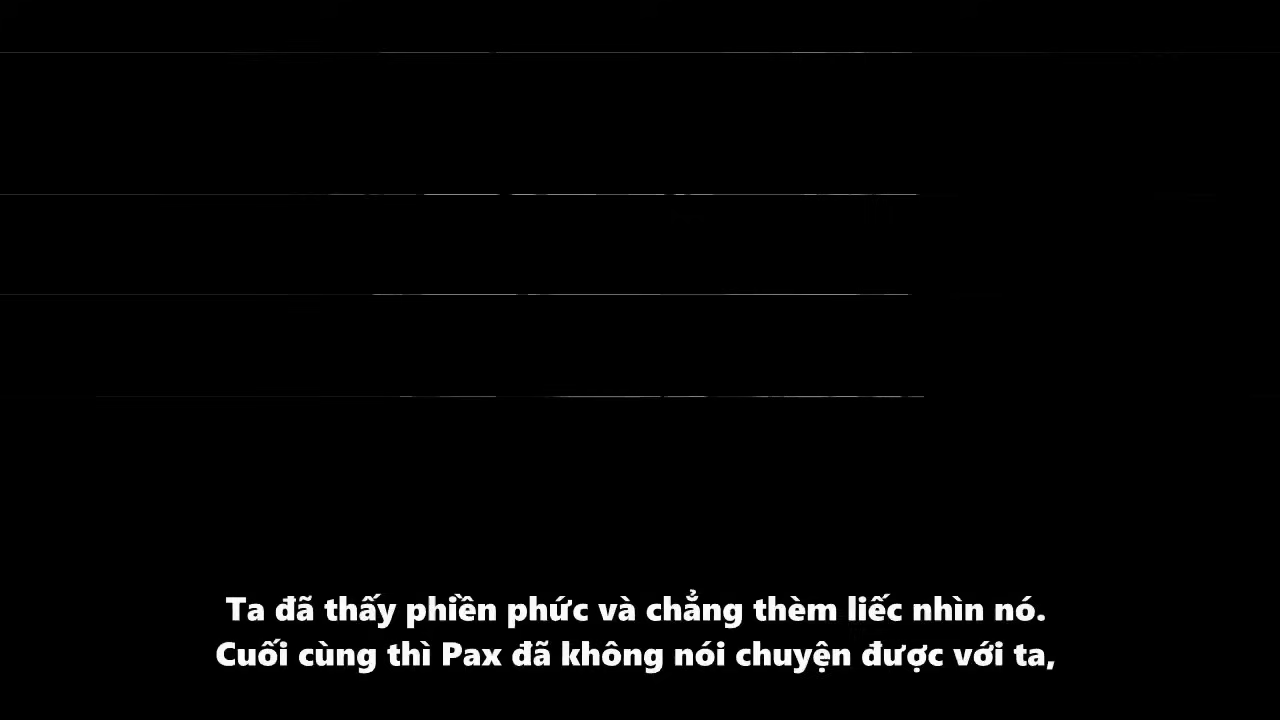 Ta đã thấy phiền phức và chẳng thèm liếc nhìn nó.
Cuối cùng thì Pax đã không nói chuyện được với ta,